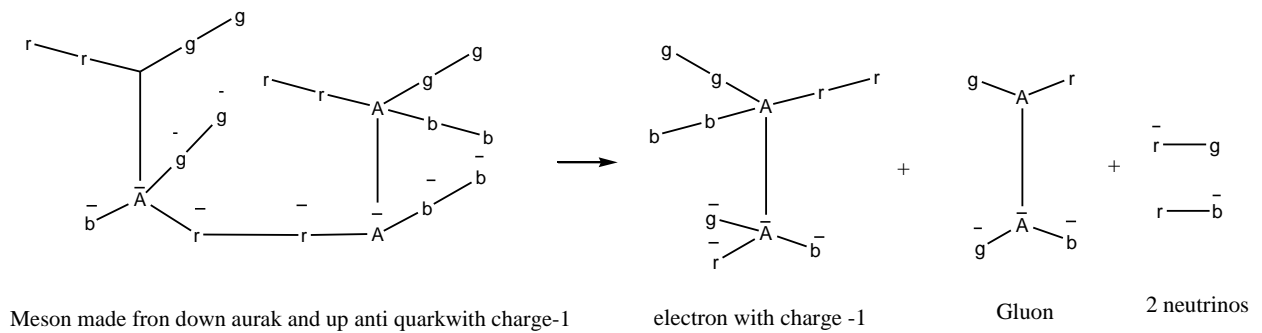 g
r g
r
g
r g
r
A
b
b
g̅
g̅
A̅
b̅
r̅
r̅
A̅
b̅
b̅
g
g
A
r
r
b
b
g̅
A̅
r̅
b̅
+
g r
A
A̅
g̅ b̅
+
r̅ g
r b̅
Meson made fron down aurak and up anti quarkwith charge-1
electron with charge -1
Gluon
2 neutrinos